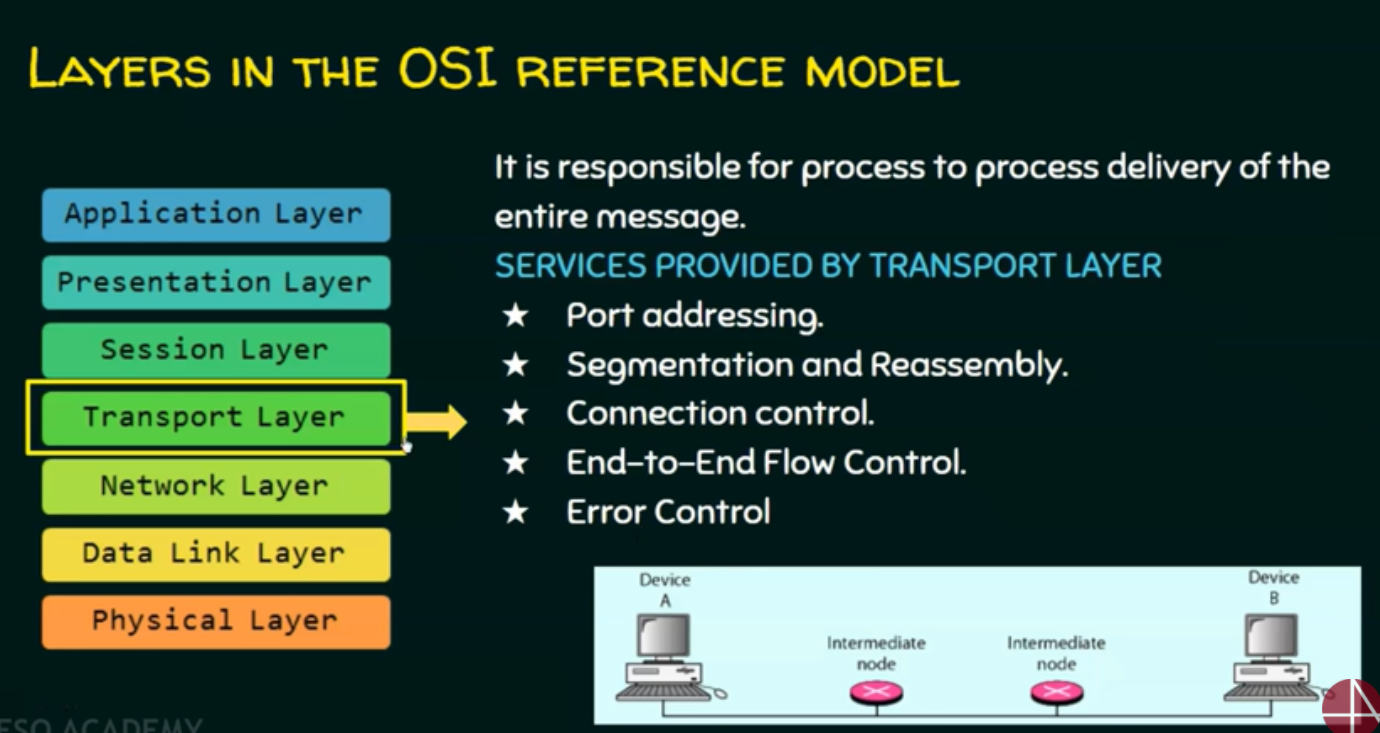 LAYERS IN THE OSI REFERENCE MODEL
Application Layer
Presentation Layer
Session Layer
Transport Layer
Network Layer
Data Link Layer
Physical Layer
It is responsible for process to process delivery of the
entire message.
SERVICES PROVIDED BY TRANSPORT LAYER
★ Port addressing.
★ Segmentation and Reassembly.
★ Connection control.
★ End-to-End Flow Control.
★ Error Control
Device
A
Intermediate
node
Intermediate
node
Device
B
ESO ACADEMY